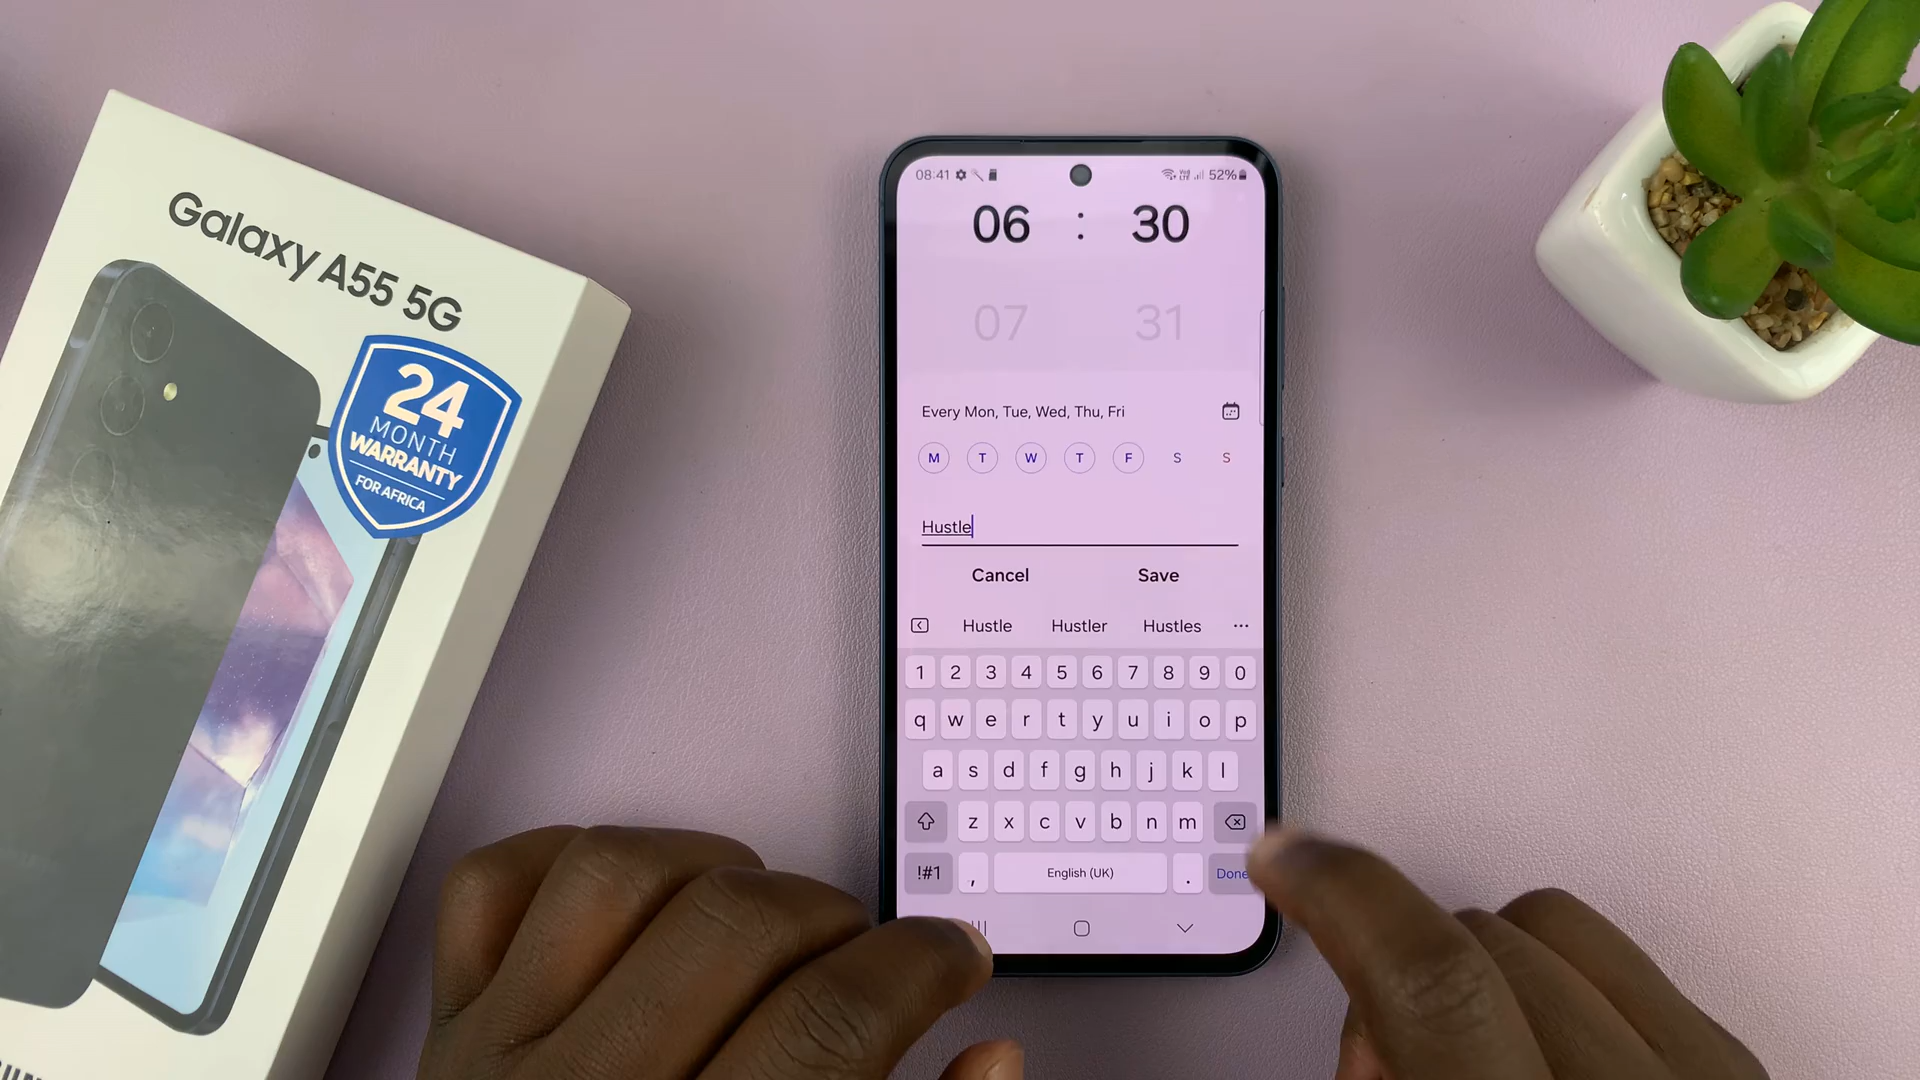 Galaxy A55 5G
24
MONTH
WARRANTY
FOR AFRICA
08:41
52%
06 : 30
07 31
Every Mon, Tue, Wed, Thu, Fri
M T W T F S S
Hustle
Cancel Save
Hustle Hustler Hustles ...
1 2 3 4 5 6 7 8 9 0
q w e r t y u i o p
a s d f g h j k l
z x c v b n m
!#1 , English (UK) . Done